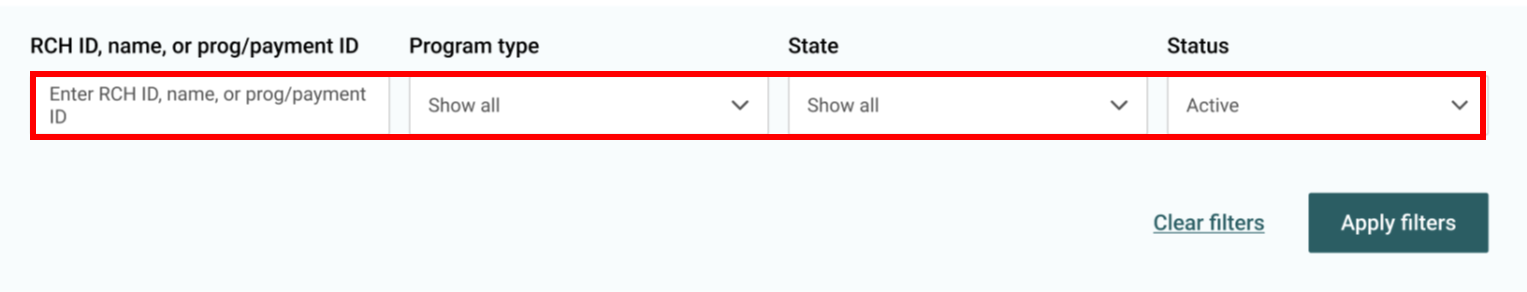 RCH ID, name, or prog/payment ID
Program type
State
Status
Enter RCH ID, name, or prog/payment
ID
Show all
Show all
Active
Clear filters
Apply filters